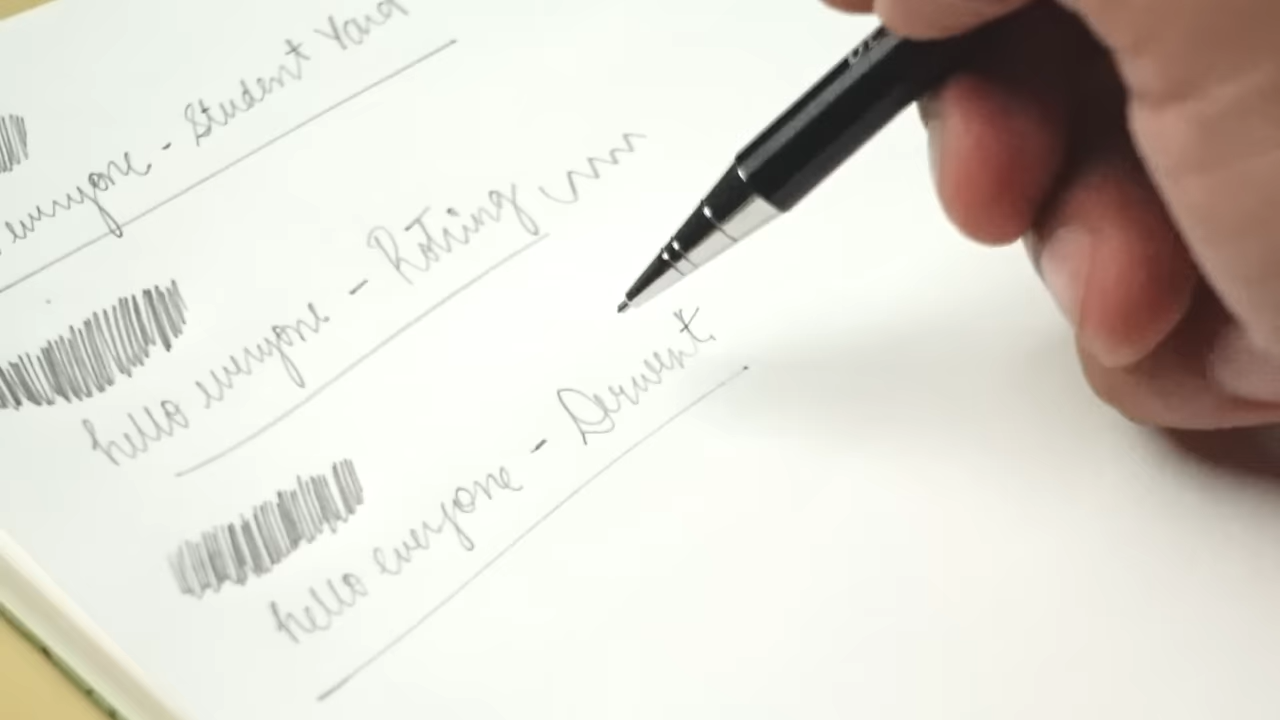 everyone - Student Yard
hello everyone - Rotring
hello everyone - Derwent